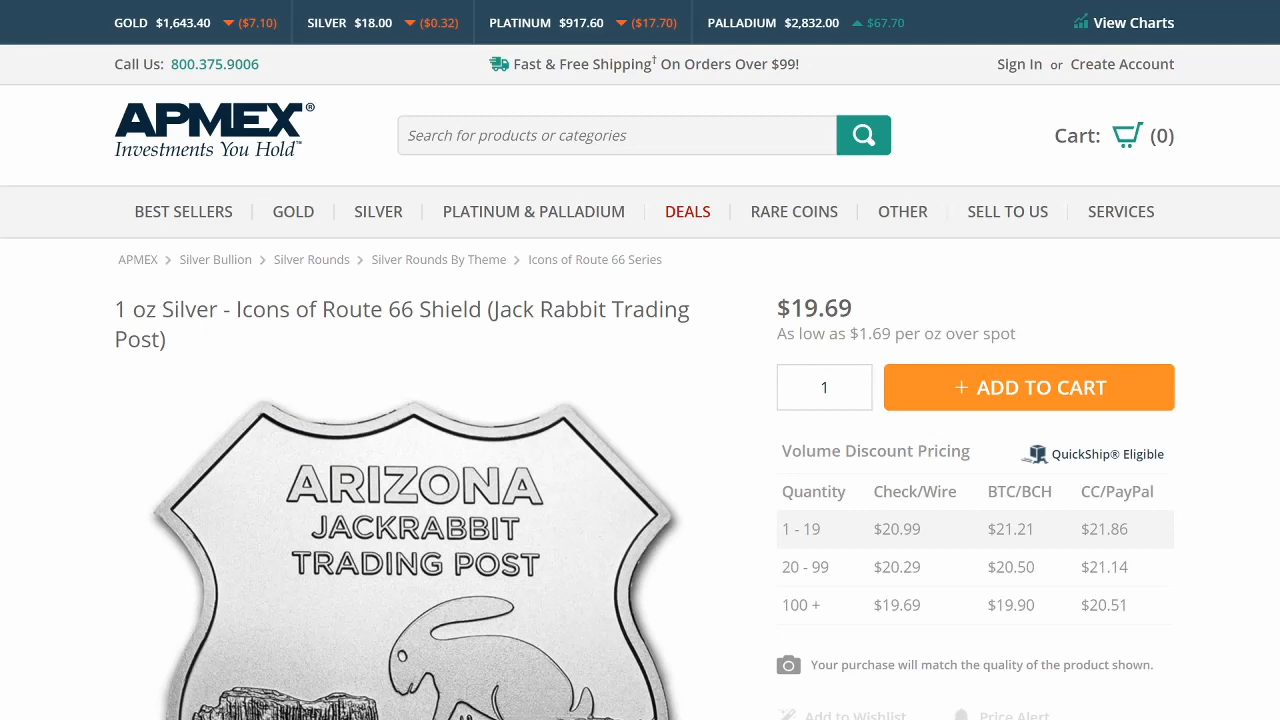 GOLD $1,643.40 ($7.10) SILVER $18.00 ($0.32) PLATINUM $917.60 ($17.70) PALLADIUM $2,832.00 $67.70 View Charts
Call Us: 800.375.9006 Fast & Free Shipping† On Orders Over $99! Sign In or Create Account
APMEX®
Investments You Hold™
Search for products or categories
Cart: (0)
BEST SELLERS GOLD SILVER PLATINUM & PALLADIUM DEALS RARE COINS OTHER SELL TO US SERVICES
APMEX > Silver Bullion > Silver Rounds > Silver Rounds By Theme > Icons of Route 66 Series
1 oz Silver - Icons of Route 66 Shield (Jack Rabbit Trading
Post)
ARIZONA
JACKRABBIT
TRADING POST
$19.69
As low as $1.69 per oz over spot
1
+ ADD TO CART
Volume Discount Pricing QuickShip® Eligible
Quantity Check/Wire BTC/BCH CC/PayPal
1 - 19 $20.99 $21.21 $21.86
20 - 99 $20.29 $20.50 $21.14
100 + $19.69 $19.90 $20.51
Your purchase will match the quality of the product shown.
Add to Wishlist Price Alert